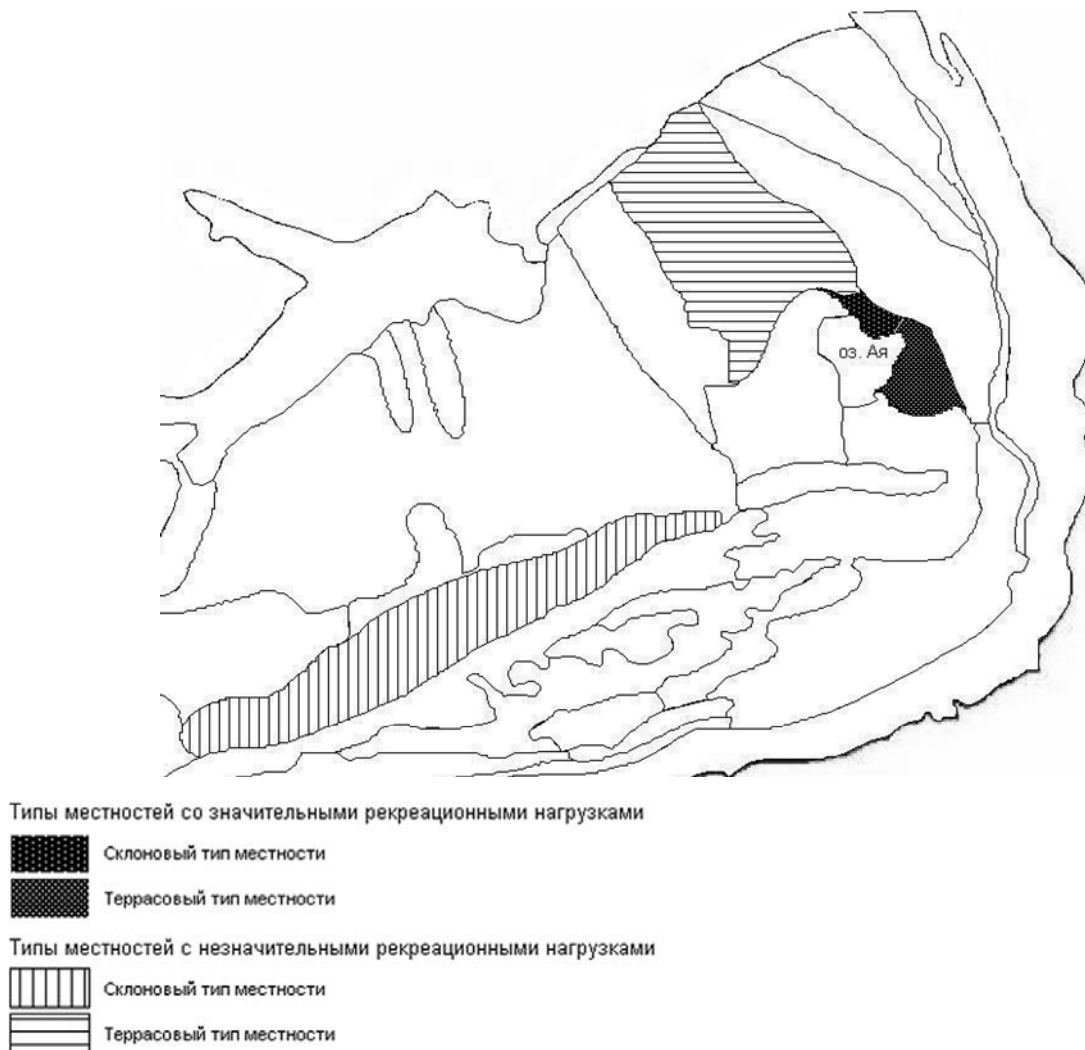 оз. Ая
Типы местностей со значительными рекреационными нагрузками
Склоновый тип местности
Террасовый тип местности
Типы местностей с незначительными рекреационными нагрузками
Склоновый тип местности
Террасовый тип местности